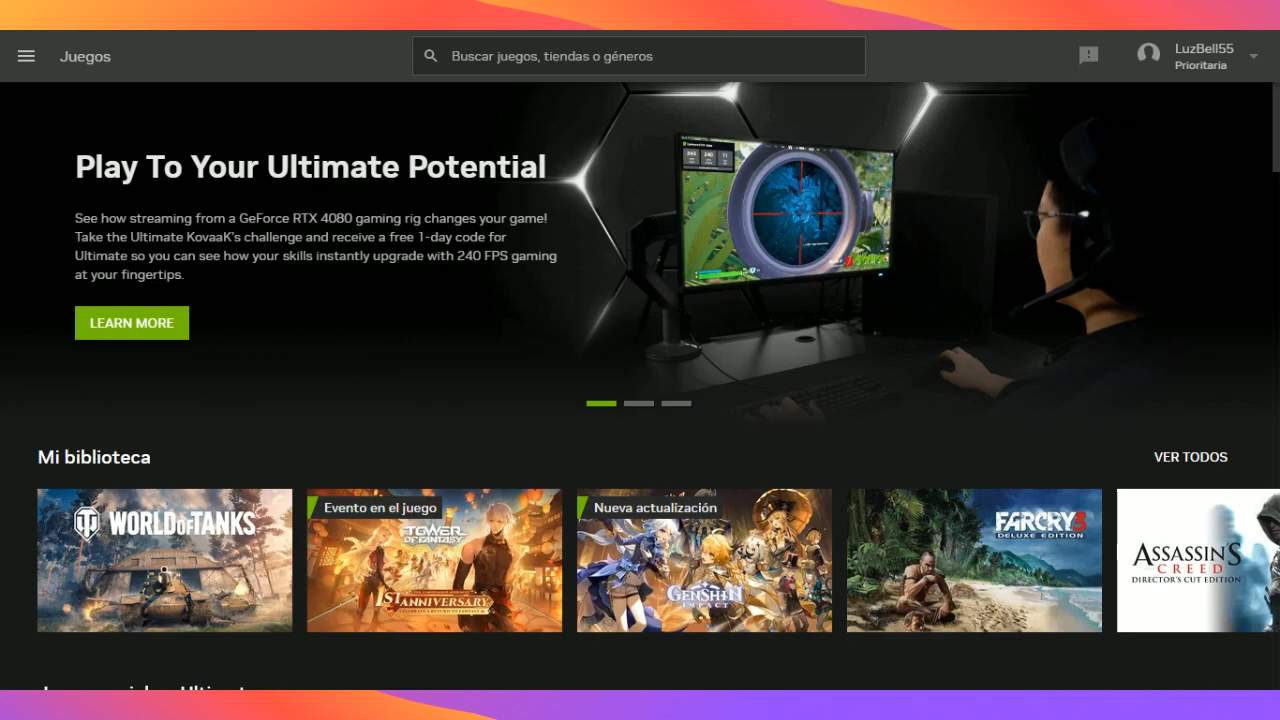 Juegos
Buscar juegos, tiendas o géneros
LuzBell55
Prioritaria
Play To Your Ultimate Potential
See how streaming from a GeForce RTX 4080 gaming rig changes your game!
Take the Ultimate KovaaK's challenge and receive a free 1-day code for
Ultimate so you can see how your skills instantly upgrade with 240 FPS gaming
at your fingertips.
LEARN MORE
Mi biblioteca
VER TODOS
WORLD OF TANKS
Evento en el juego
TOWER
OF FANTASY
1ST ANNIVERSARY
Nueva actualización
GENSHIN
IMPACT
FARCRY3
DELUXE EDITION
ASSASSIN'S
CREED
DIRECTOR'S CUT EDITION